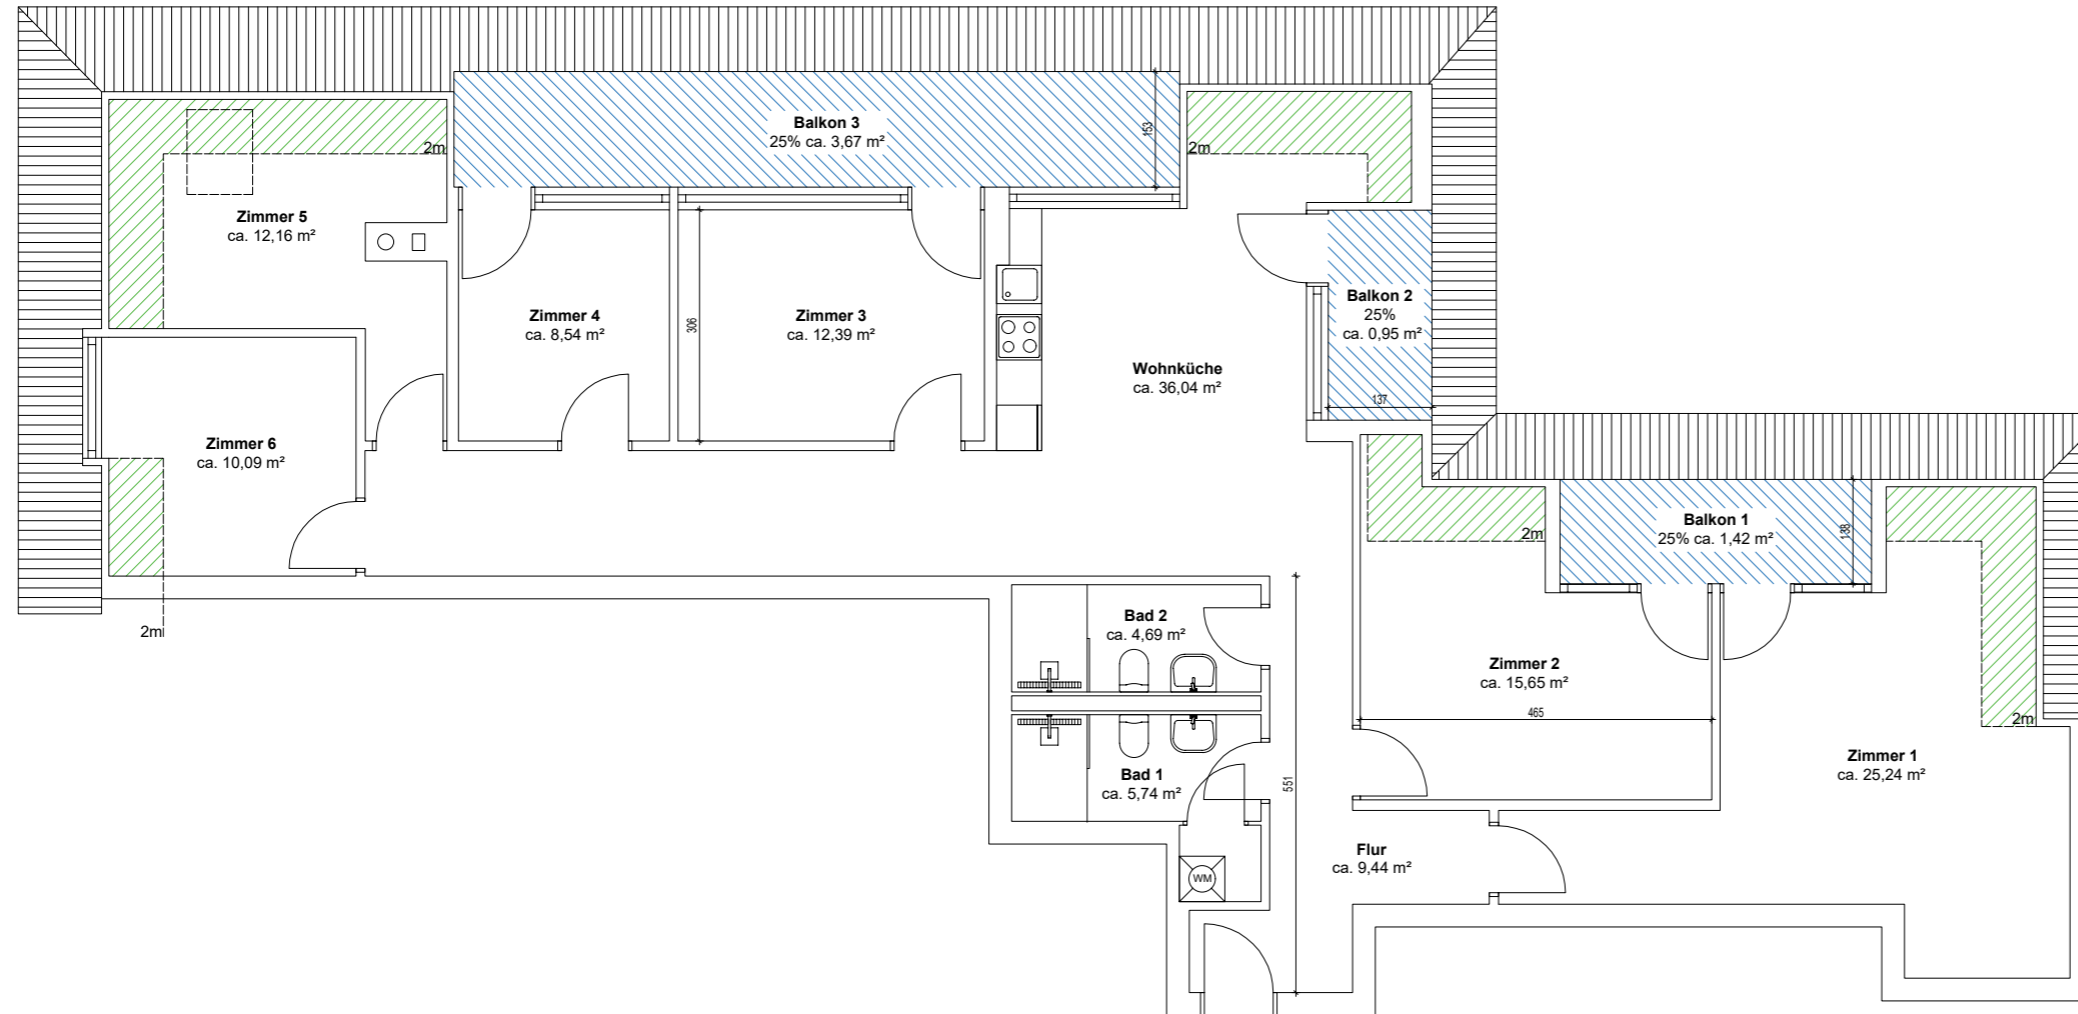 Balkon 3
25% ca. 3,67 m²
153
2m
2m
Zimmer 5
ca. 12,16 m²
Zimmer 4
ca. 8,54 m²
306
Zimmer 3
ca. 12,39 m²
Balkon 2
25%
ca. 0,95 m²
137
Wohnküche
ca. 36,04 m²
Zimmer 6
ca. 10,09 m²
2m
Balkon 1
25% ca. 1,42 m²
138
2m
Bad 2
ca. 4,69 m²
Zimmer 2
ca. 15,65 m²
465
2m
Bad 1
ca. 5,74 m²
551
Zimmer 1
ca. 25,24 m²
Flur
ca. 9,44 m²
WM